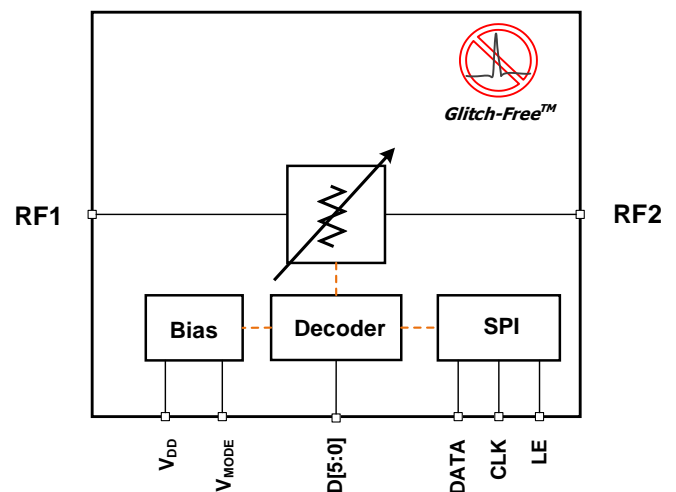 Glitch-Free™
RF1
RF2
Bias
Decoder
SPI
VDD
VMODE
D[5:0]
DATA
CLK
LE